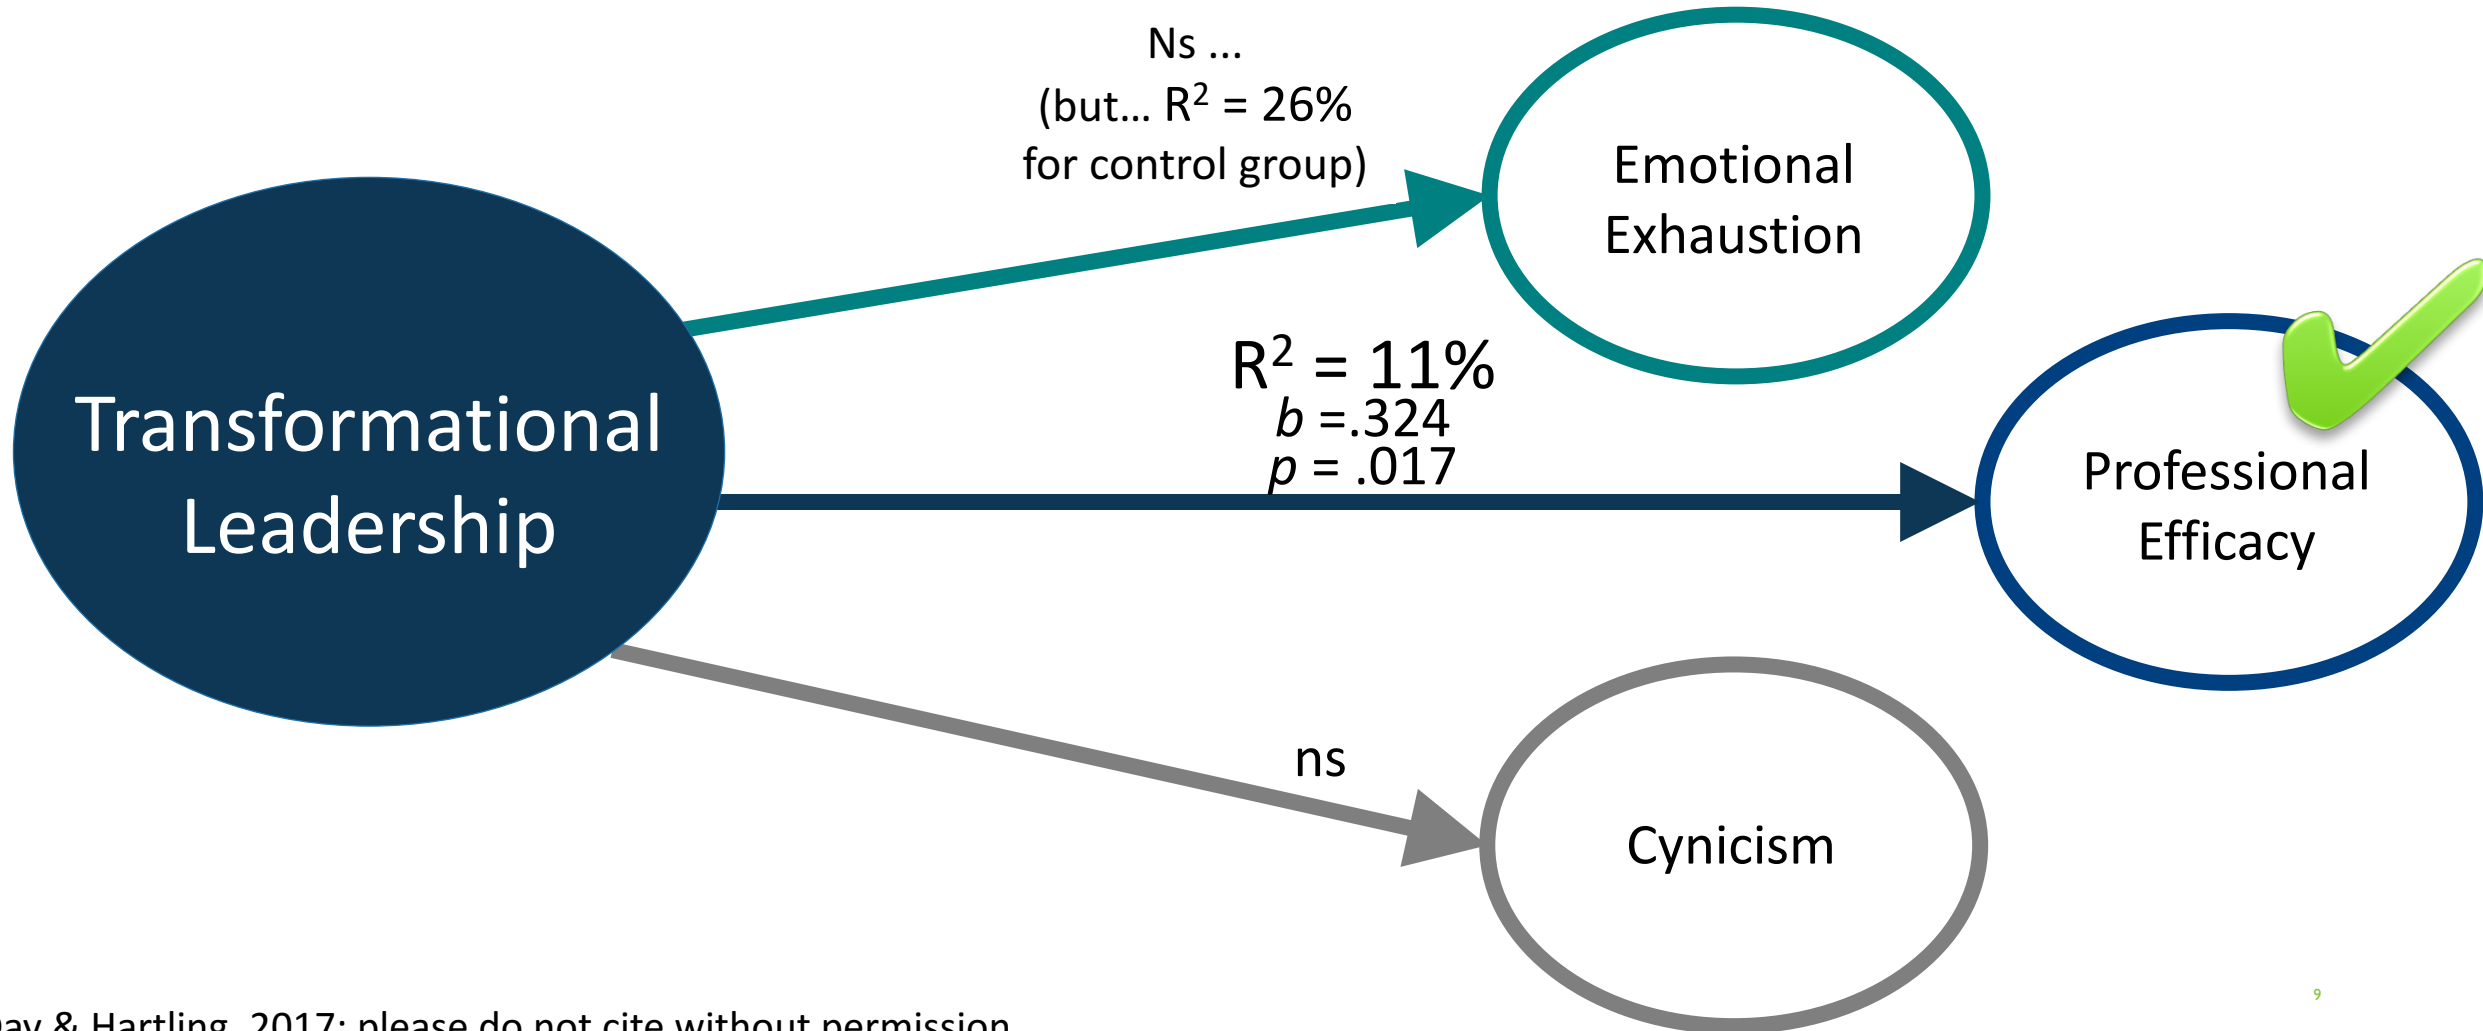 Ns ...
(but... R² = 26%
for control group)
Emotional
Exhaustion
Transformational
Leadership
R² = 11%
b =.324
p = .017
Professional
Efficacy
ns
Cynicism
9
Day & Hartling, 2017; please do not cite without permission